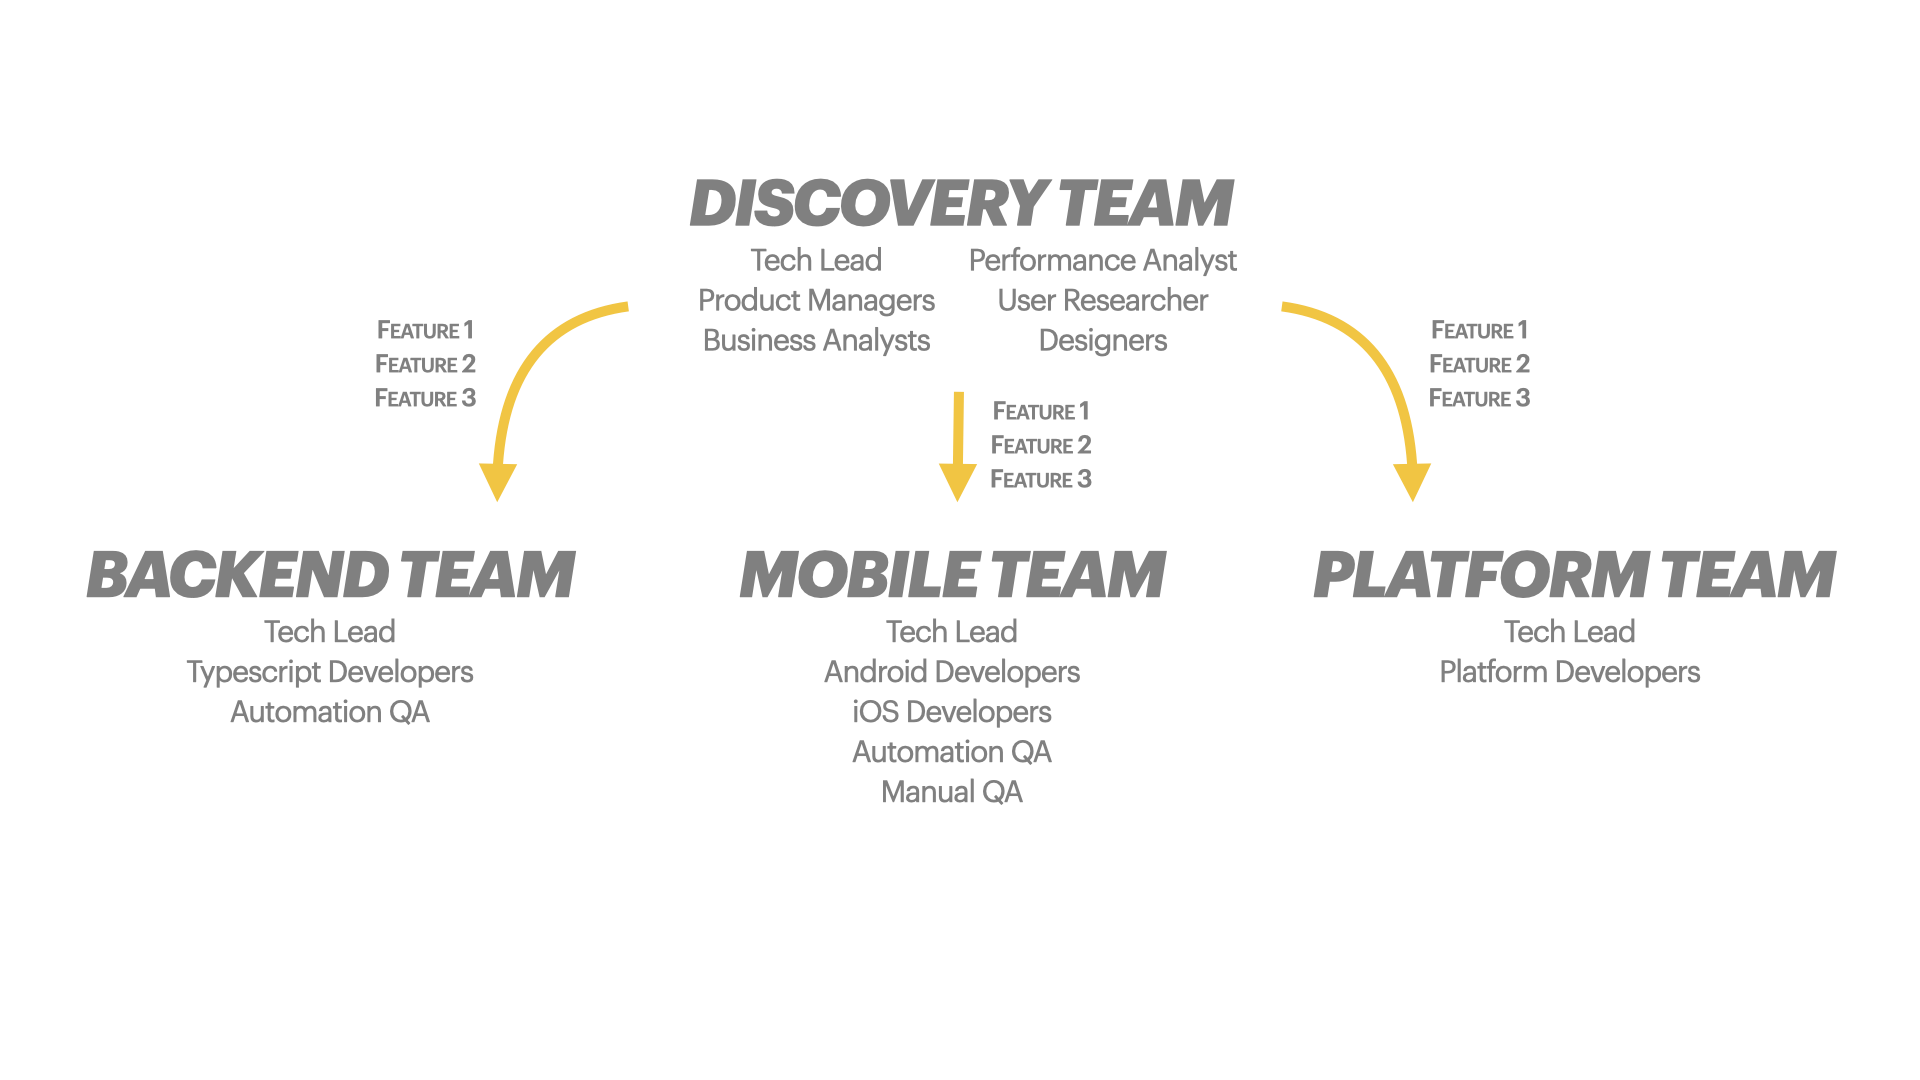 DISCOVERY TEAM
Tech Lead
Product Managers
Business Analysts
Performance Analyst
User Researcher
Designers
Feature 1
Feature 2
Feature 3
Feature 1
Feature 2
Feature 3
Feature 1
Feature 2
Feature 3
BACKEND TEAM
Tech Lead
Typescript Developers
Automation QA
MOBILE TEAM
Tech Lead
Android Developers
iOS Developers
Automation QA
Manual QA
PLATFORM TEAM
Tech Lead
Platform Developers